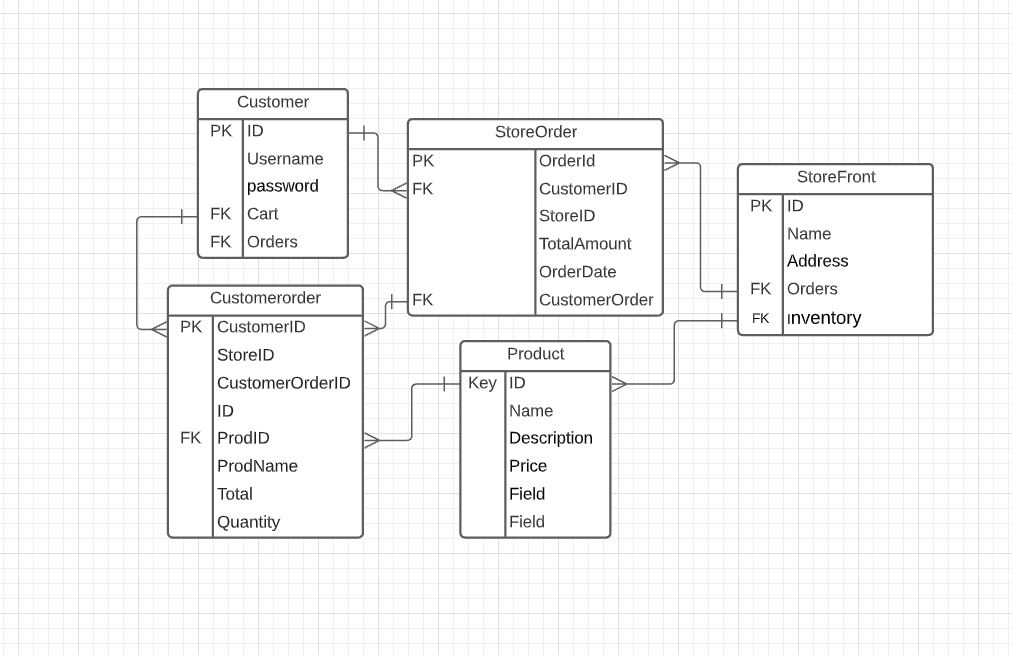 Customer
PK ID
Username
password
FK Cart
FK Orders
StoreOrder
PK OrderId
FK CustomerID
StoreID
TotalAmount
OrderDate
FK CustomerOrder
StoreFront
PK ID
Name
Address
FK Orders
FK Inventory
Customerorder
PK CustomerID
StoreID
CustomerOrderID
ID
FK ProdID
ProdName
Total
Quantity
Product
Key ID
Name
Description
Price
Field
Field